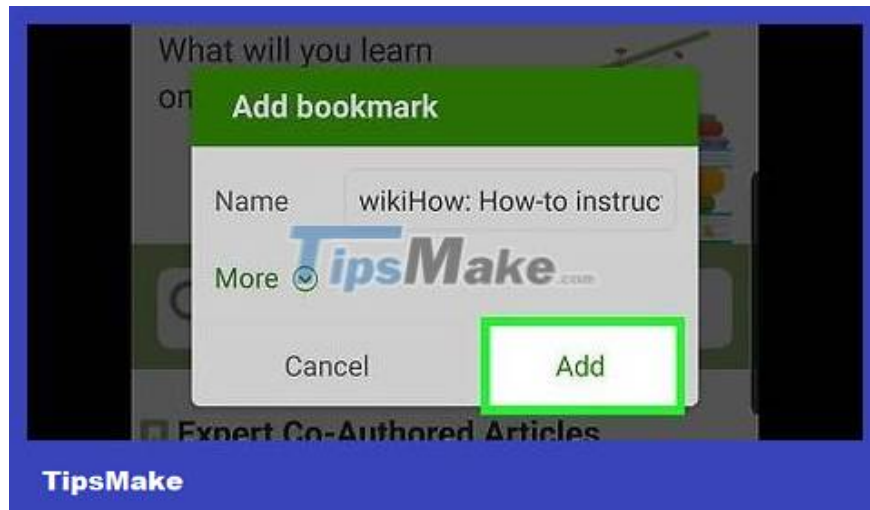 What will you learn
on
Add bookmark
Name wikiHow: How-to instruc
TipsMake.com
More
Cancel Add
Expert Co-Authored Articles
TipsMake